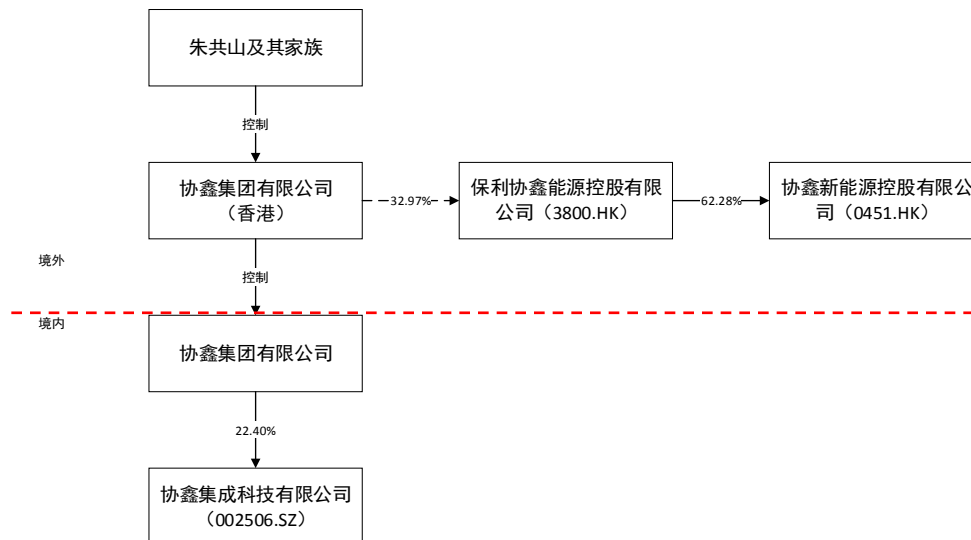 朱共山及其家族
控制
协鑫集团有限公司
（香港）
32.97%
保利协鑫能源控股有限
公司（3800.HK）
62.28%
协鑫新能源控股有限公
司（0451.HK）
境外
控制
境内
协鑫集团有限公司
22.40%
协鑫集成科技有限公司
（002506.SZ）